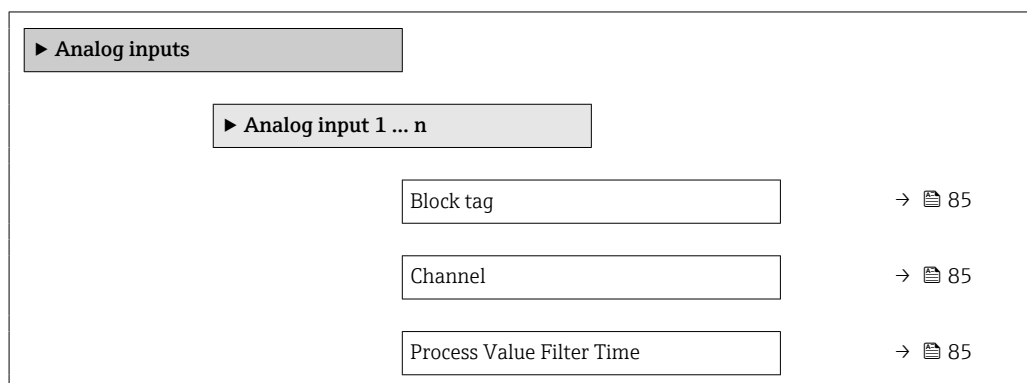 ► Analog inputs
► Analog input 1 ... n
Block tag → 85
Channel → 85
Process Value Filter Time → 85